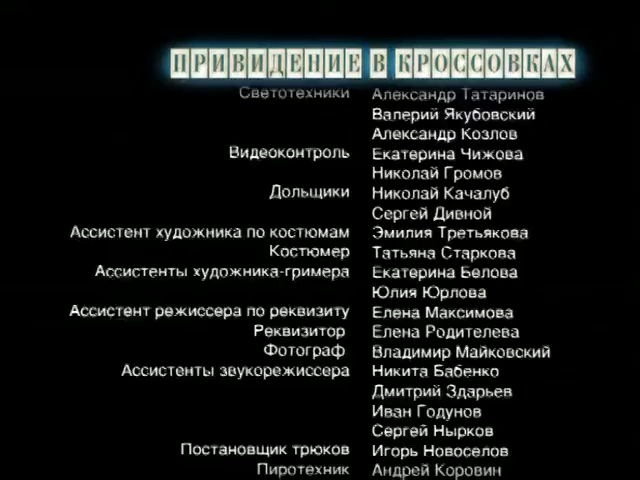 ПРИВИДЕНИЕ В КРОССОВКАХ
Светотехники Александр Татаринов
Валерий Якубовский
Александр Козлов
Видеоконтроль Екатерина Чижова
Николай Громов
Дольщики Николай Качалуб
Сергей Дивной
Ассистент художника по костюмам Эмилия Третьякова
Костюмер Татьяна Старкова
Ассистенты художника-гримера Екатерина Белова
Юлия Юрлова
Ассистент режиссера по реквизиту Елена Максимова
Реквизитор Елена Родителева
Фотограф Владимир Майковский
Ассистенты звукорежиссера Никита Бабенко
Дмитрий Здарьев
Иван Годунов
Сергей Нырков
Постановщик трюков Игорь Новоселов
Пиротехник Андрей Коровин